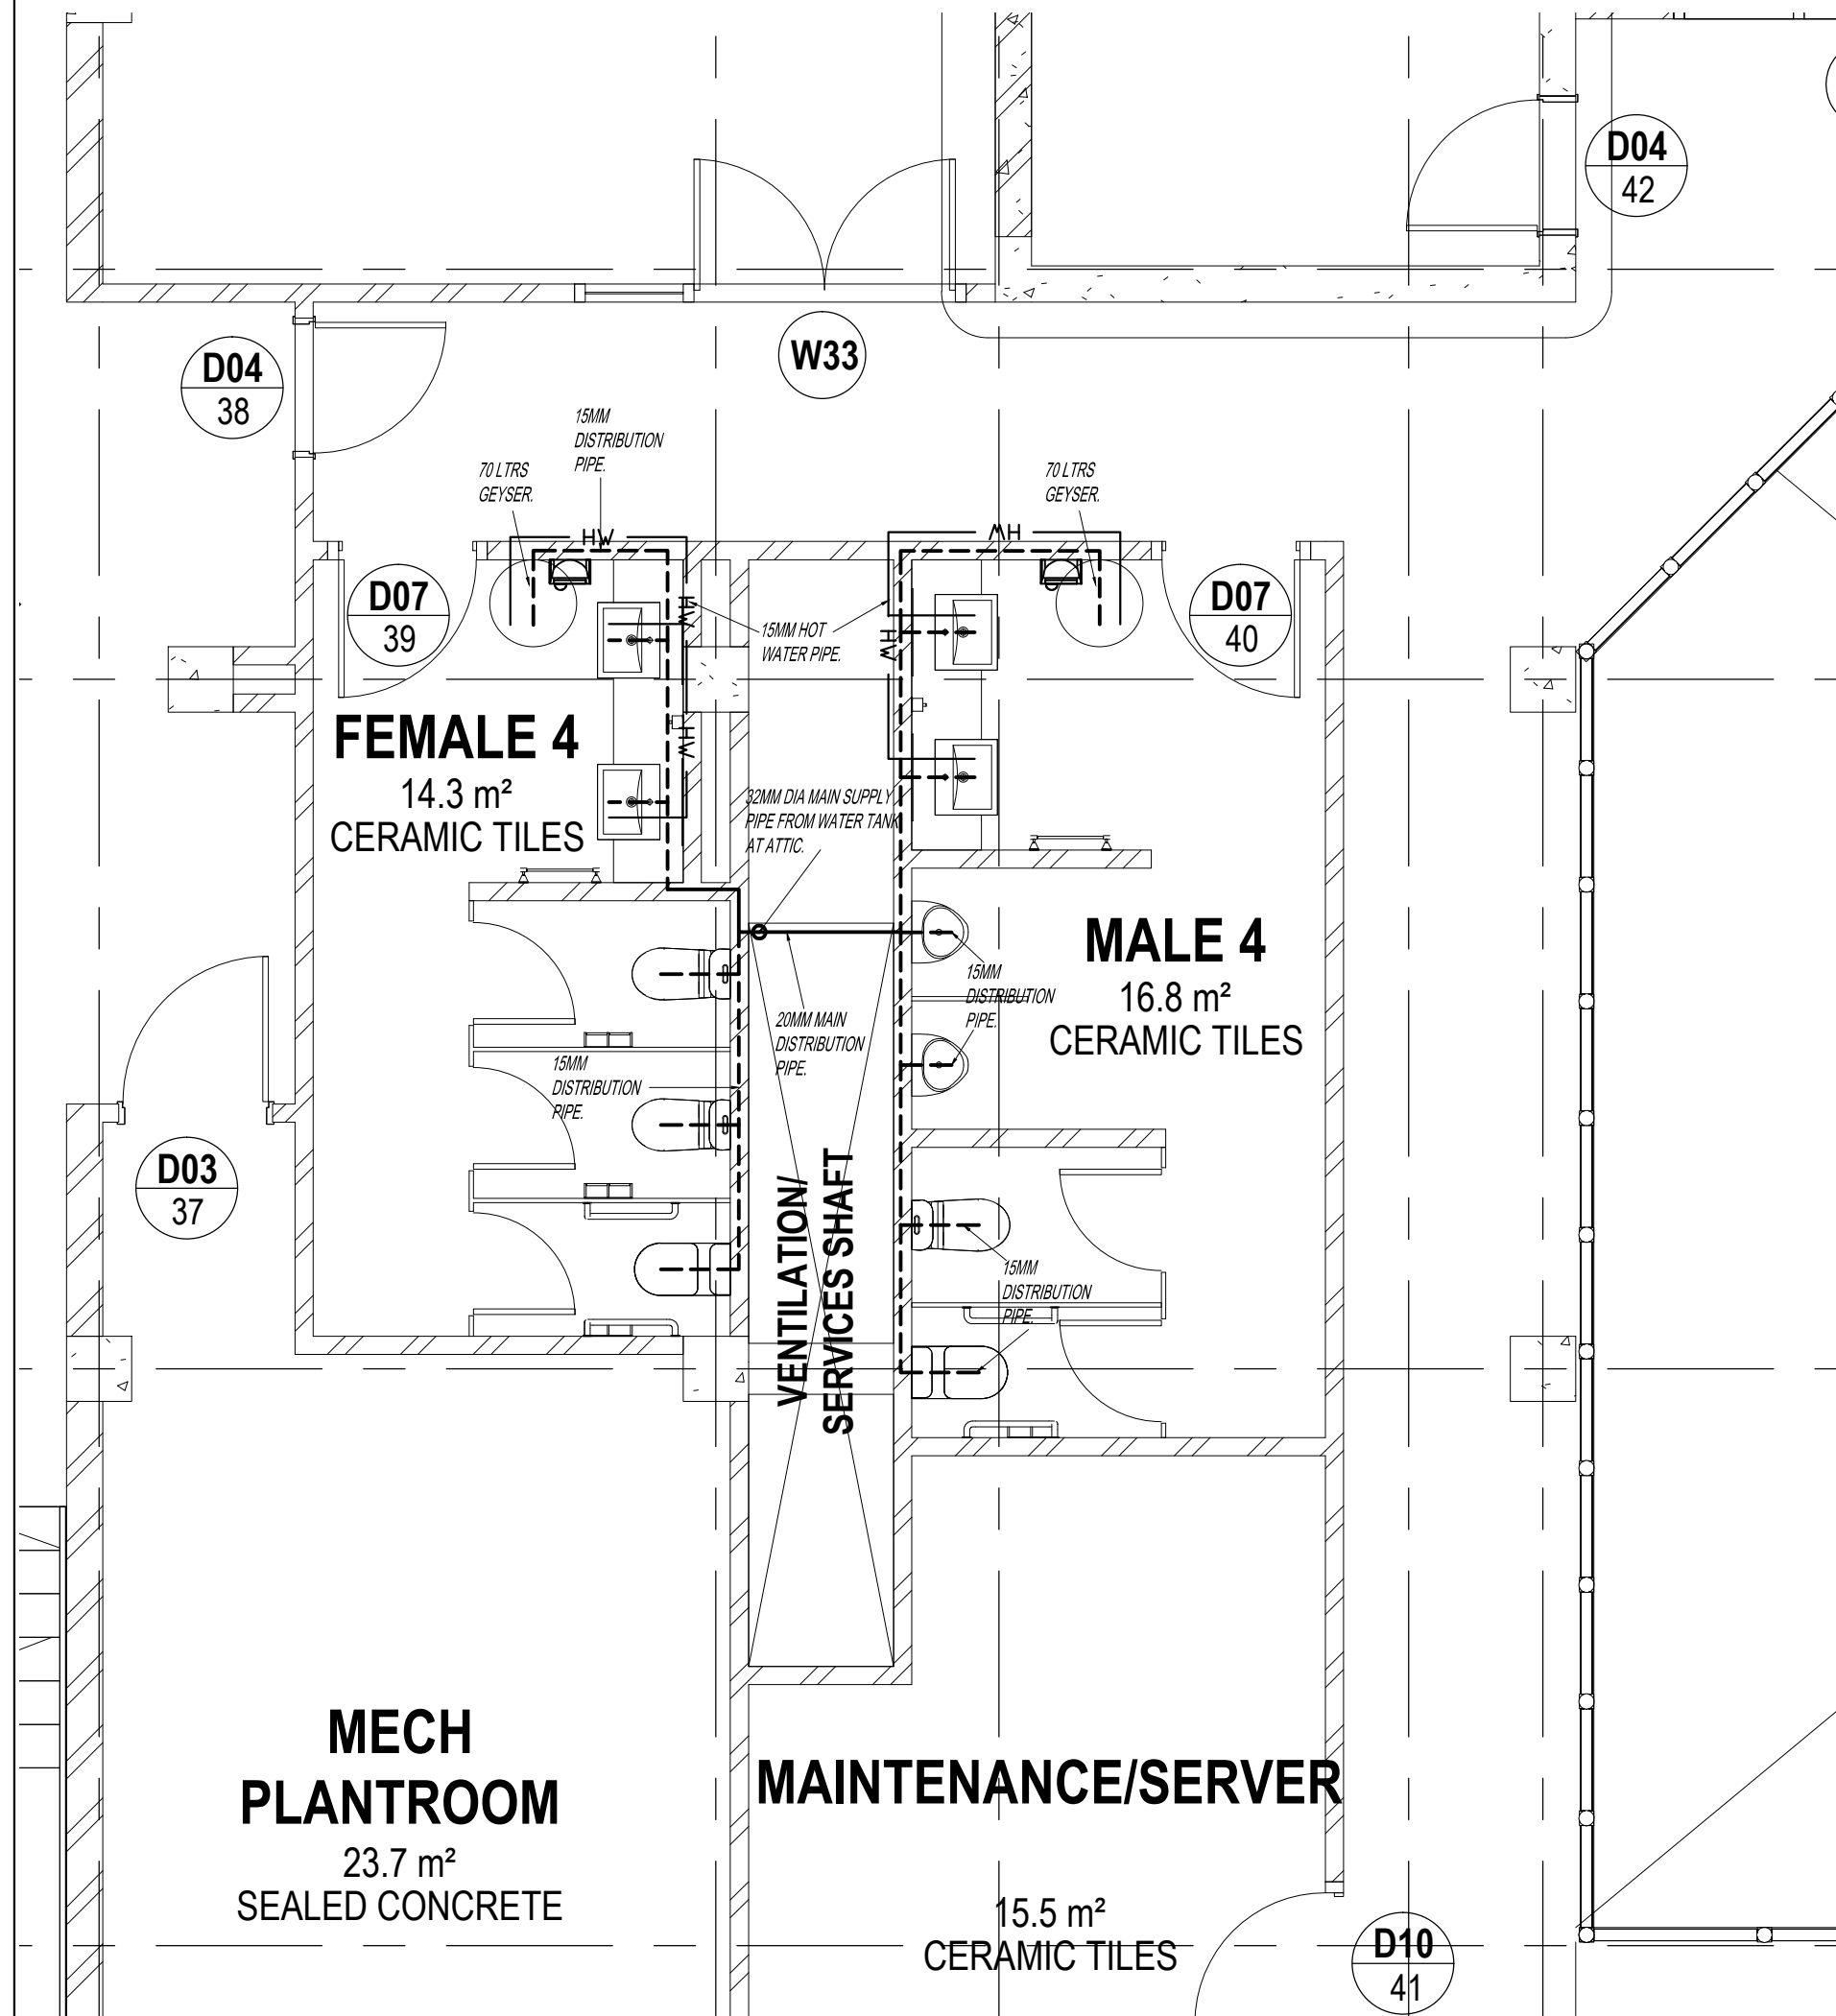 D04
42
W33
D04
38
15MM
DISTRIBUTION
PIPE.
70 LTRS
GEYSER.
70 LTRS
GEYSER.
HW
HW
D07
39
D07
40
HW
15MM HOT
WATER PIPE.
HW
FEMALE 4
14.3 m²
CERAMIC TILES
HW
32MM DIA MAIN SUPPLY
PIPE FROM WATER TANK
AT ATTIC.
MALE 4
16.8 m²
CERAMIC TILES
15MM
DISTRIBUTION
PIPE.
20MM MAIN
DISTRIBUTION
PIPE.
15MM
DISTRIBUTION
PIPE.
D03
37
VENTILATION/
SERVICES SHAFT
15MM
DISTRIBUTION
PIPE.
MECH
PLANTROOM
23.7 m²
SEALED CONCRETE
MAINTENANCE/SERVER
15.5 m²
CERAMIC TILES
D10
41